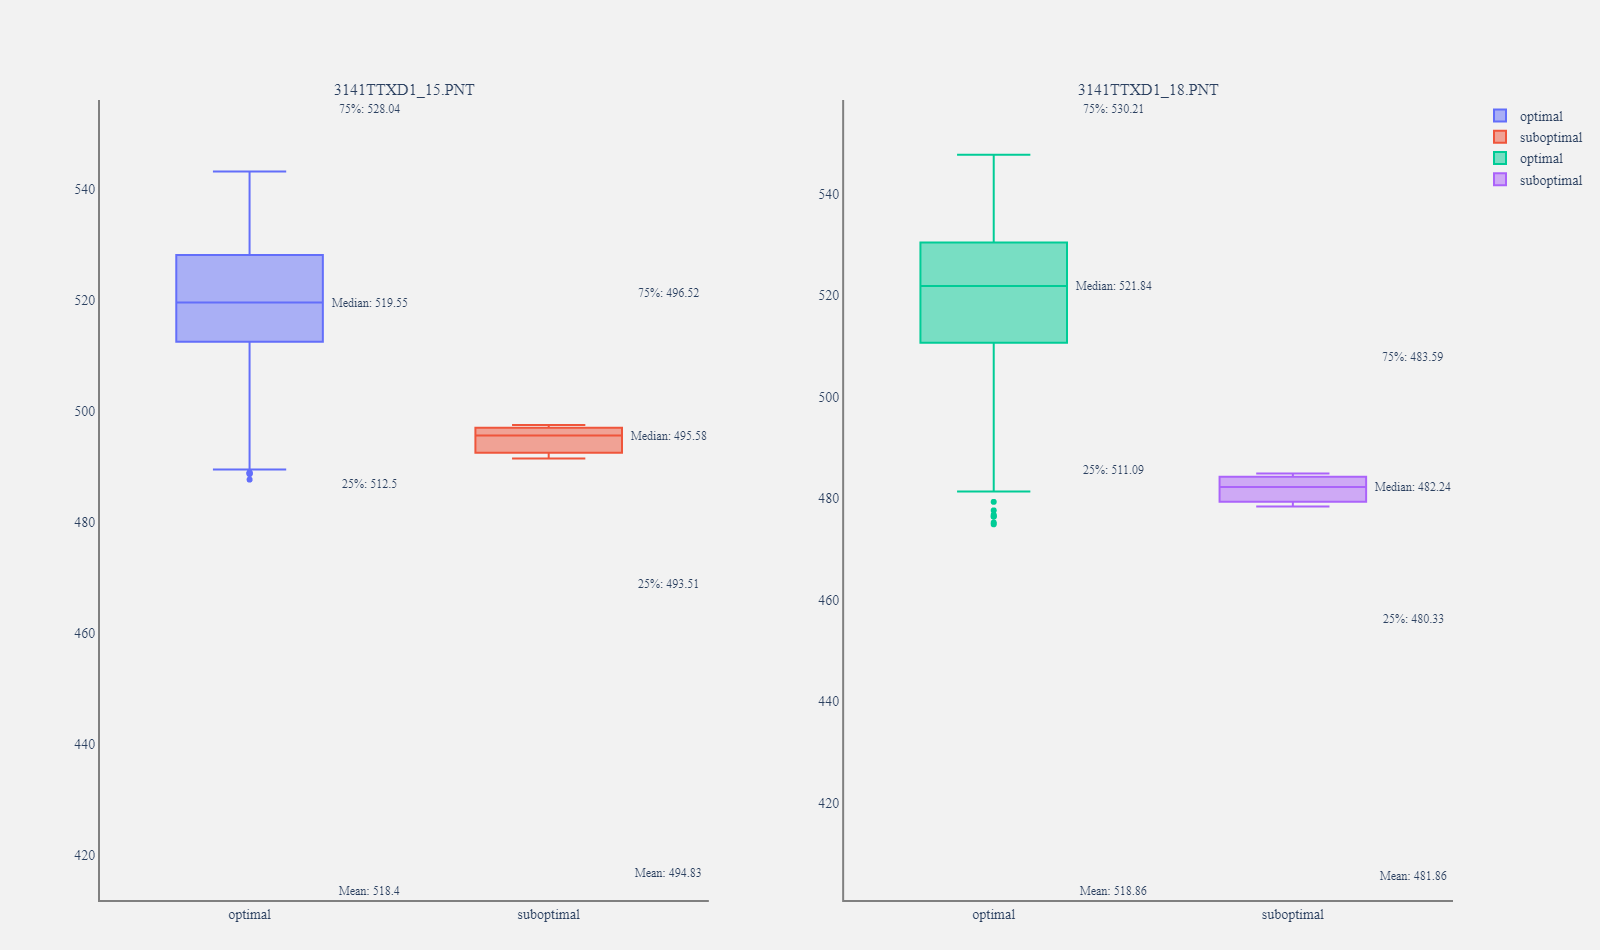 3141TTXD1_15.PNT
75%: 528.04
540
520
500
480
460
440
420
Median: 519.55
25%: 512.5
Mean: 518.4
75%: 496.52
Median: 495.58
25%: 493.51
Mean: 494.83
optimal
suboptimal
3141TTXD1_18.PNT
75%: 530.21
540
520
500
480
460
440
420
Median: 521.84
25%: 511.09
Mean: 518.86
75%: 483.59
Median: 482.24
25%: 480.33
Mean: 481.86
optimal
suboptimal
optimal
suboptimal
optimal
suboptimal